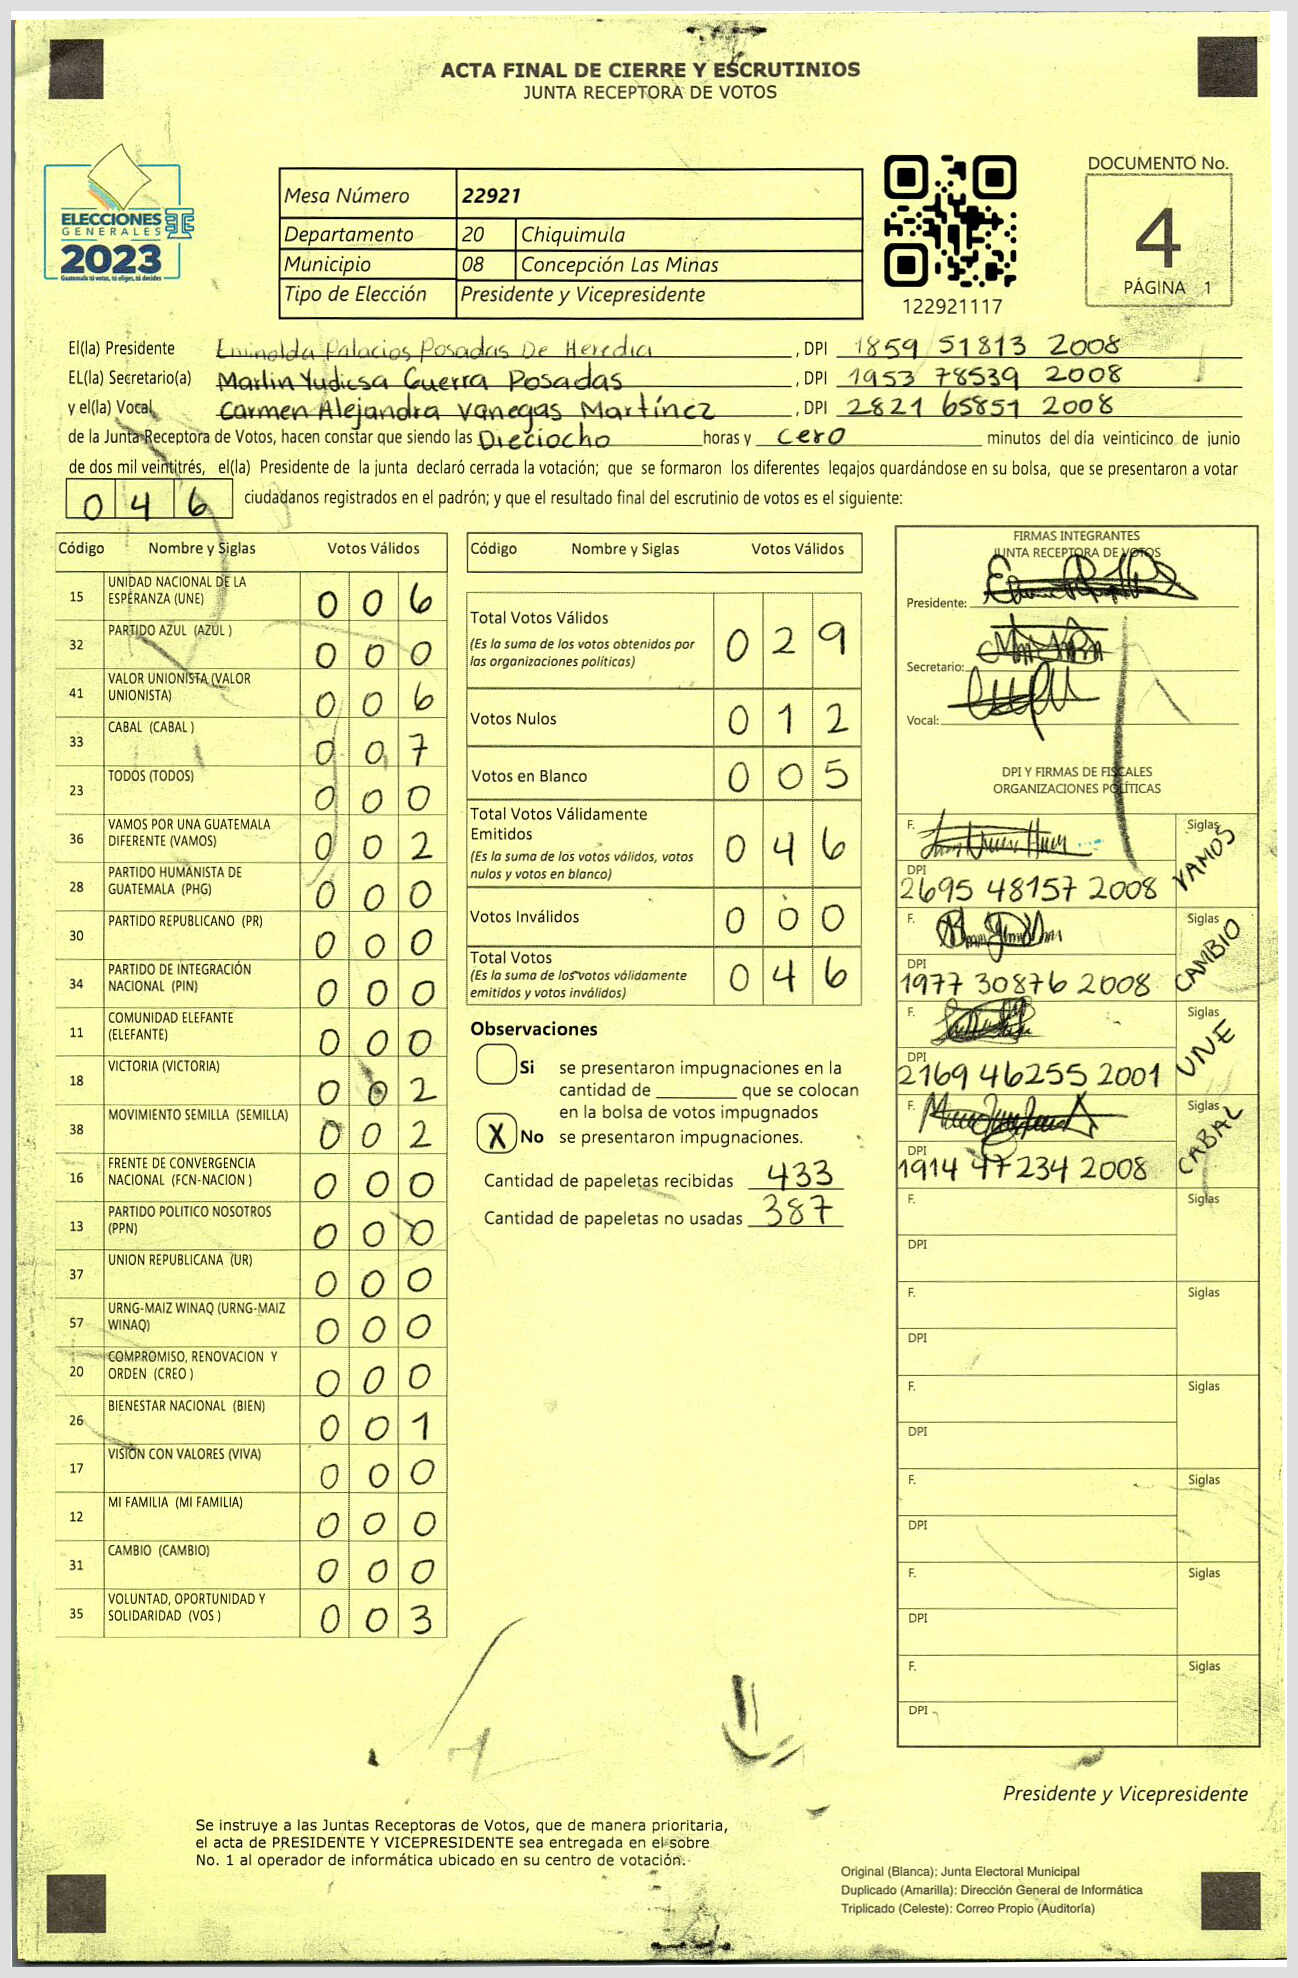 ACTA FINAL DE CIERRE Y ESCRUTINIOS
JUNTA RECEPTORA DE VOTOS
ELECCIONES
GENERALES
2023
Guatemala tú votas, tú eliges, tú decides
Mesa Número 22921
Departamento 20 Chiquimula
Municipio 08 Concepción Las Minas
Tipo de Elección Presidente y Vicepresidente
122921117
DOCUMENTO No.
4
PÁGINA 1
El(la) Presidente Palacios Posadas De Heredia, DPI 1859 51813 2008
EL(la) Secretario(a) Marlin Yudicsa Guerra Posadas, DPI 1953 78539 2008
y el(la) Vocal Carmen Alejandra Vanegas Martínez, DPI 2821 65851 2008
de la Junta Receptora de Votos, hacen constar que siendo las Dieciocho horas y cero minutos del día veinticinco de junio
de dos mil veintitrés, el(la) Presidente de la junta declaró cerrada la votación; que se formaron los diferentes legajos guardándose en su bolsa, que se presentaron a votar
0 4 6 ciudadanos registrados en el padrón; y que el resultado final del escrutinio de votos es el siguiente:
Código Nombre y Siglas Votos Válidos
15 UNIDAD NACIONAL DE LA ESPERANZA (UNE) 0 0 6
32 PARTIDO AZUL (AZUL ) 0 0 0
41 VALOR UNIONISTA (VALOR UNIONISTA) 0 0 6
33 CABAL (CABAL ) 0 0 7
23 TODOS (TODOS) 0 0 0
36 VAMOS POR UNA GUATEMALA DIFERENTE (VAMOS) 0 0 2
28 PARTIDO HUMANISTA DE GUATEMALA (PHG) 0 0 0
30 PARTIDO REPUBLICANO (PR) 0 0 0
34 PARTIDO DE INTEGRACIÓN NACIONAL (PIN) 0 0 0
11 COMUNIDAD ELEFANTE (ELEFANTE) 0 0 0
18 VICTORIA (VICTORIA) 0 0 2
38 MOVIMIENTO SEMILLA (SEMILLA) 0 0 2
16 FRENTE DE CONVERGENCIA NACIONAL (FCN-NACION ) 0 0 0
13 PARTIDO POLITICO NOSOTROS (PPN) 0 0 0
37 UNION REPUBLICANA (UR) 0 0 0
57 URNG-MAIZ WINAQ (URNG-MAIZ WINAQ) 0 0 0
20 COMPROMISO, RENOVACION Y ORDEN (CREO ) 0 0 0
26 BIENESTAR NACIONAL (BIEN) 0 0 1
17 VISION CON VALORES (VIVA) 0 0 0
12 MI FAMILIA (MI FAMILIA) 0 0 0
31 CAMBIO (CAMBIO) 0 0 0
35 VOLUNTAD, OPORTUNIDAD Y SOLIDARIDAD (VOS ) 0 0 3
Código Nombre y Siglas Votos Válidos
Total Votos Válidos 0 2 9
(Es la suma de los votos obtenidos por
las organizaciones políticas)
Votos Nulos 0 1 2
Votos en Blanco 0 0 5
Total Votos Válidamente
Emitidos 0 4 6
(Es la suma de los votos válidos, votos
nulos y votos en blanco)
Votos Inválidos 0 0 0
Total Votos 0 4 6
(Es la suma de los votos válidamente
emitidos y votos inválidos)
Observaciones
Si se presentaron impugnaciones en la
cantidad de ________ que se colocan
en la bolsa de votos impugnados
X No se presentaron impugnaciones.
Cantidad de papeletas recibidas 433
Cantidad de papeletas no usadas 387
FIRMAS INTEGRANTES
JUNTA RECEPTORA DE VOTOS
Presidente:
Secretario:
Vocal:
DPI Y FIRMAS DE FISCALES
ORGANIZACIONES POLÍTICAS
F. Siglas VAMOS
DPI 2695 48157 2008
F. Siglas CAMBIO
DPI 1977 30876 2008
F. Siglas UNE
DPI 2169 46255 2001
F. Siglas CABAL
DPI 1914 47234 2008
F. Siglas
DPI
F. Siglas
DPI
F. Siglas
DPI
F. Siglas
DPI
F. Siglas
DPI
F. Siglas
DPI
Presidente y Vicepresidente
Se instruye a las Juntas Receptoras de Votos, que de manera prioritaria,
el acta de PRESIDENTE Y VICEPRESIDENTE sea entregada en el sobre
No. 1 al operador de informática ubicado en su centro de votación.
Original (Blanca): Junta Electoral Municipal
Duplicado (Amarilla): Dirección General de Informática
Triplicado (Celeste): Correo Propio (Auditoría)